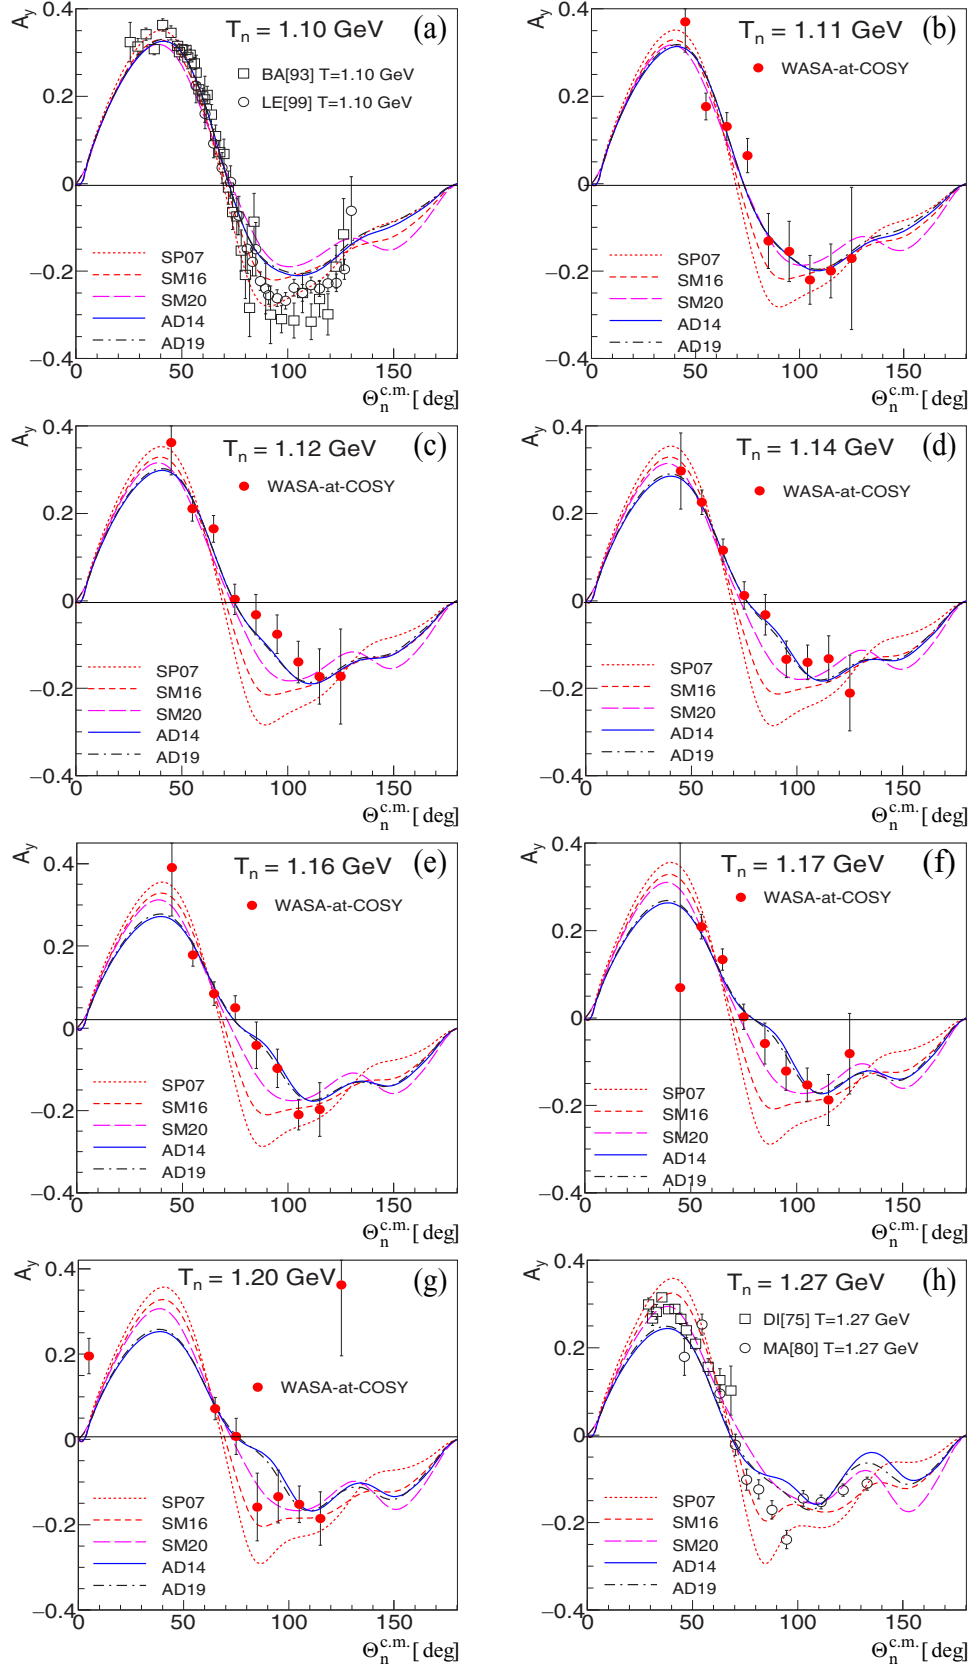 A_y
0.4
0.2
0
−0.2
−0.4
T_n = 1.10 GeV
(a)
BA[93] T=1.10 GeV
LE[99] T=1.10 GeV
SP07
SM16
SM20
AD14
AD19
0
50
100
150
Θ_n^c.m. [deg]
A_y
0.4
0.2
0
−0.2
−0.4
T_n = 1.11 GeV
(b)
WASA-at-COSY
SP07
SM16
SM20
AD14
AD19
0
50
100
150
Θ_n^c.m. [deg]
A_y
0.4
0.2
0
−0.2
−0.4
T_n = 1.12 GeV
(c)
WASA-at-COSY
SP07
SM16
SM20
AD14
AD19
0
50
100
150
Θ_n^c.m. [deg]
A_y
0.4
0.2
0
−0.2
−0.4
T_n = 1.14 GeV
(d)
WASA-at-COSY
SP07
SM16
SM20
AD14
AD19
0
50
100
150
Θ_n^c.m. [deg]
A_y
0.4
0.2
0
−0.2
−0.4
T_n = 1.16 GeV
(e)
WASA-at-COSY
SP07
SM16
SM20
AD14
AD19
0
50
100
150
Θ_n^c.m. [deg]
A_y
0.4
0.2
0
−0.2
−0.4
T_n = 1.17 GeV
(f)
WASA-at-COSY
SP07
SM16
SM20
AD14
AD19
0
50
100
150
Θ_n^c.m. [deg]
A_y
0.4
0.2
0
−0.2
−0.4
T_n = 1.20 GeV
(g)
WASA-at-COSY
SP07
SM16
SM20
AD14
AD19
0
50
100
150
Θ_n^c.m. [deg]
A_y
0.4
0.2
0
−0.2
−0.4
T_n = 1.27 GeV
(h)
DI[75] T=1.27 GeV
MA[80] T=1.27 GeV
SP07
SM16
SM20
AD14
AD19
0
50
100
150
Θ_n^c.m. [deg]